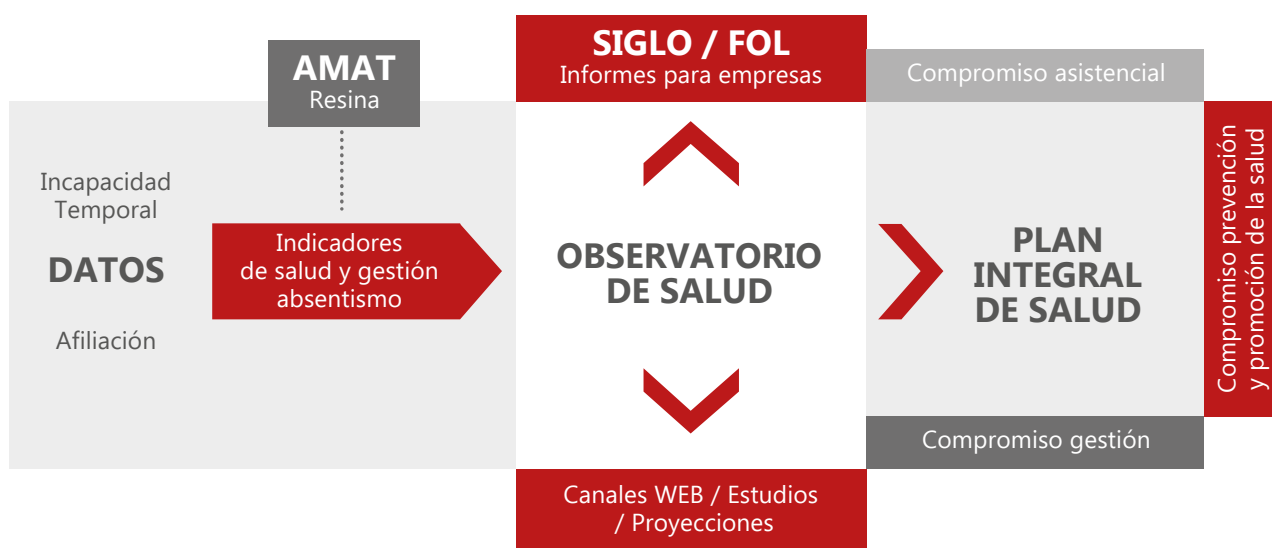 AMAT
Resina
SIGLO / FOL
Informes para empresas
Compromiso asistencial
Incapacidad
Temporal
DATOS
Afiliación
Indicadores
de salud y gestión
absentismo
OBSERVATORIO
DE SALUD
PLAN
INTEGRAL
DE SALUD
Compromiso prevención
y promoción de la salud
Compromiso gestión
Canales WEB / Estudios
/ Proyecciones